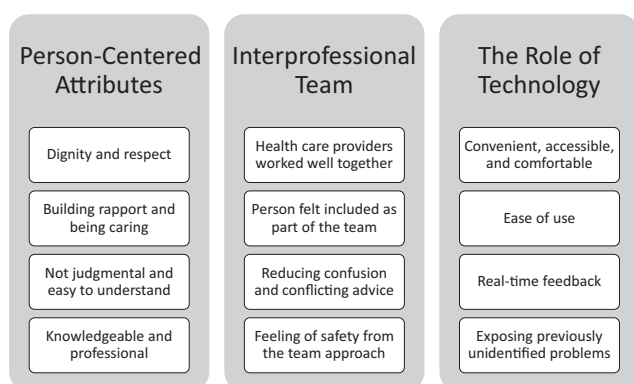 Person-Centered
Attributes
Dignity and respect
Building rapport and
being caring
Not judgmental and
easy to understand
Knowledgeable and
professional
Interprofessional
Team
Health care providers
worked well together
Person felt included as
part of the team
Reducing confusion
and conflicting advice
Feeling of safety from
the team approach
The Role of
Technology
Convenient, accessible,
and comfortable
Ease of use
Real-time feedback
Exposing previously
unidentified problems